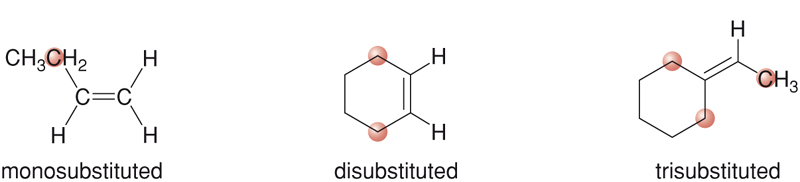 CH3CH2
H
C=C
H
H
monosubstituted
H
H
disubstituted
H
CH3
trisubstituted